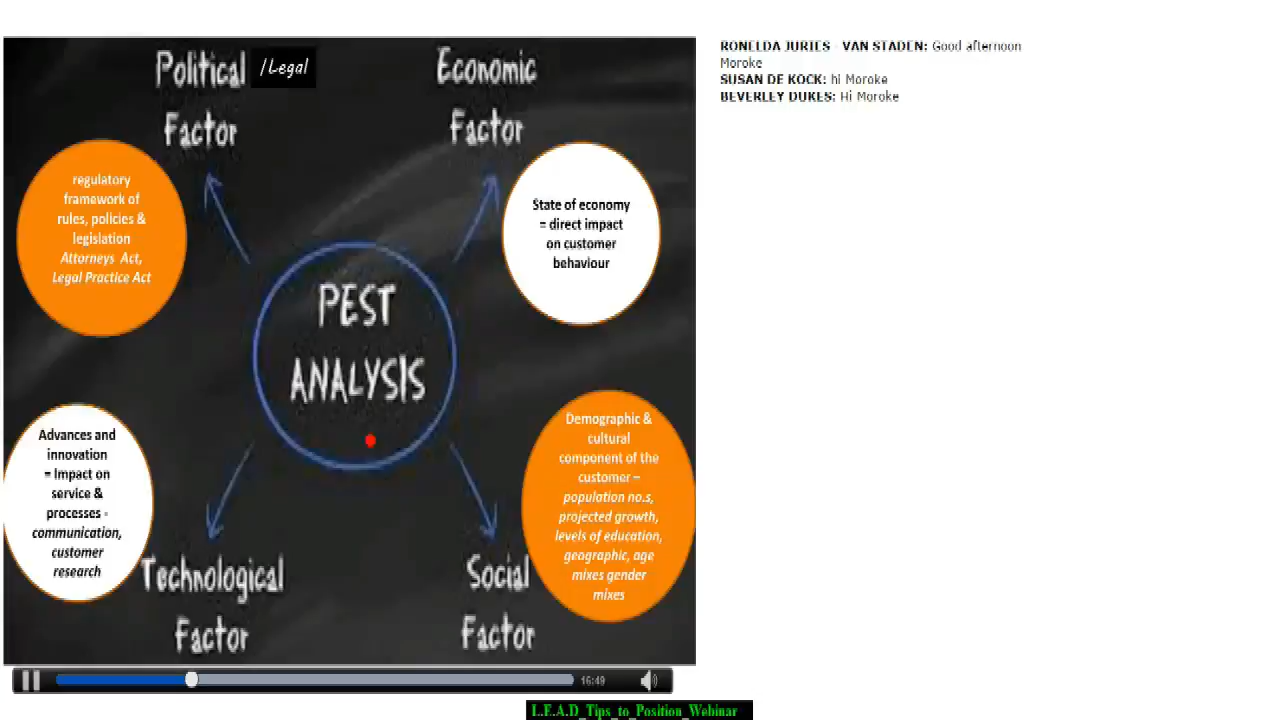 Political /Legal
Factor
Economic
Factor
regulatory
framework of
rules, policies &
legislation
Attorneys Act,
Legal Practice Act
State of economy
= direct impact
on customer
behaviour
PEST
ANALYSIS
Advances and
innovation
= Impact on
service &
processes -
communication,
customer
research
Demographic &
cultural
component of the
customer –
population no.s,
projected growth,
levels of education,
geographic, age
mixes gender
mixes
Technological
Factor
Social
Factor
16:49
RONELDA JURIES - VAN STADEN: Good afternoon
Moroke
SUSAN DE KOCK: hi Moroke
BEVERLEY DUKES: Hi Moroke
L.E.A.D_Tips_to_Position_Webinar